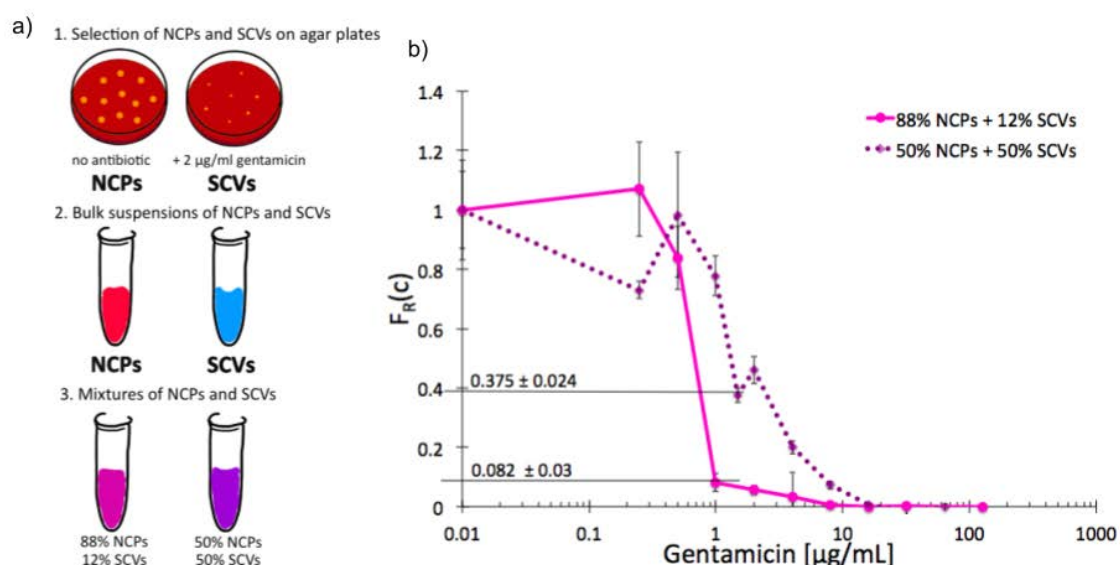 a)
1. Selection of NCPs and SCVs on agar plates
no antibiotic
+ 2 µg/ml gentamicin
NCPs
SCVs
2. Bulk suspensions of NCPs and SCVs
NCPs
SCVs
3. Mixtures of NCPs and SCVs
88% NCPs
12% SCVs
50% NCPs
50% SCVs
b)
88% NCPs + 12% SCVs
50% NCPs + 50% SCVs
F_R(c)
1.4
1.2
1
0.8
0.6
0.4
0.2
0
0.375 ± 0.024
0.082 ± 0.03
0.01
0.1
1
10
100
1000
Gentamicin [µg/mL]